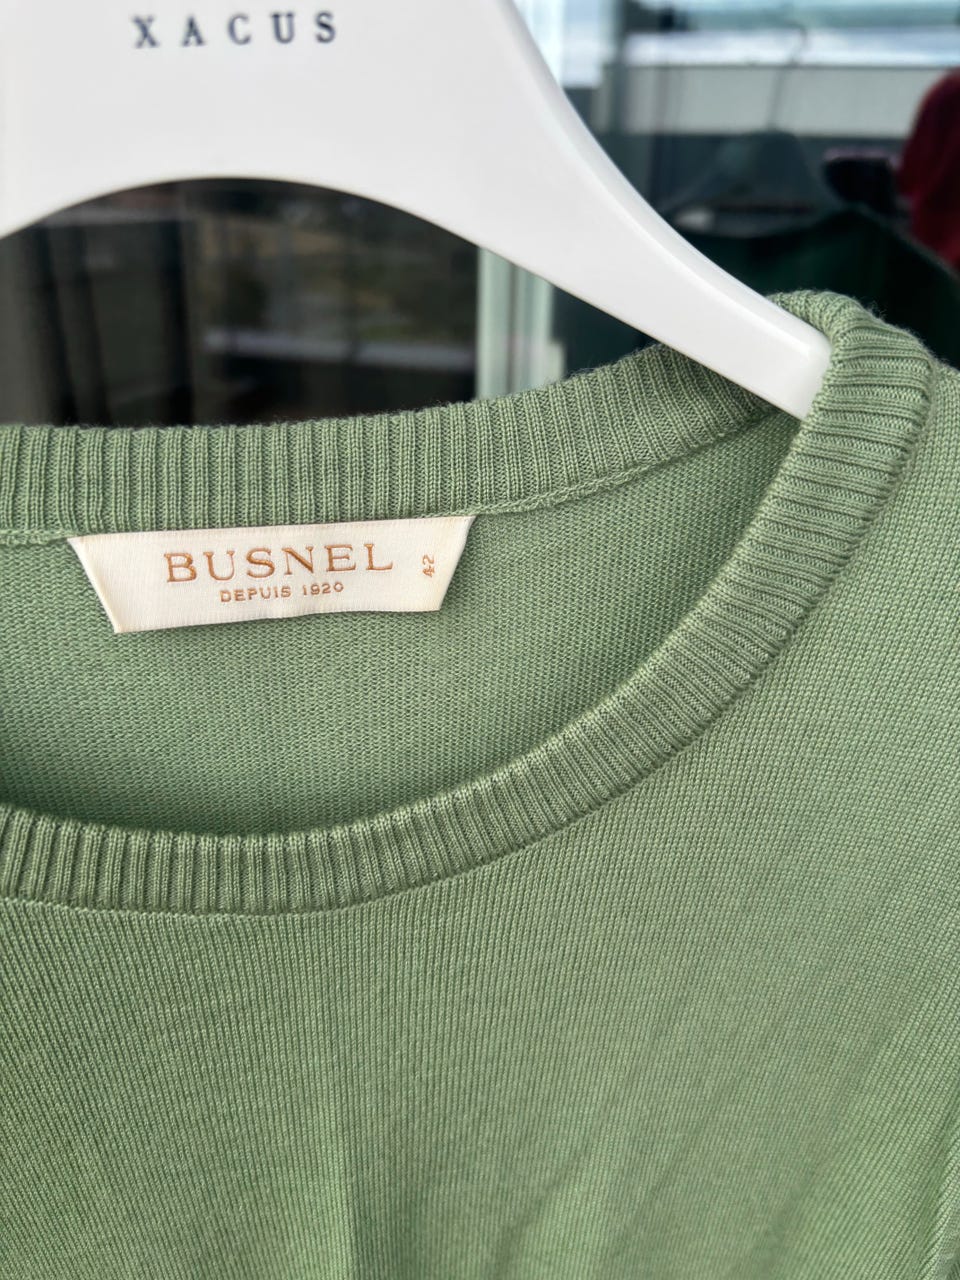 XACUS
BUSNEL
42
DEPUIS 1920